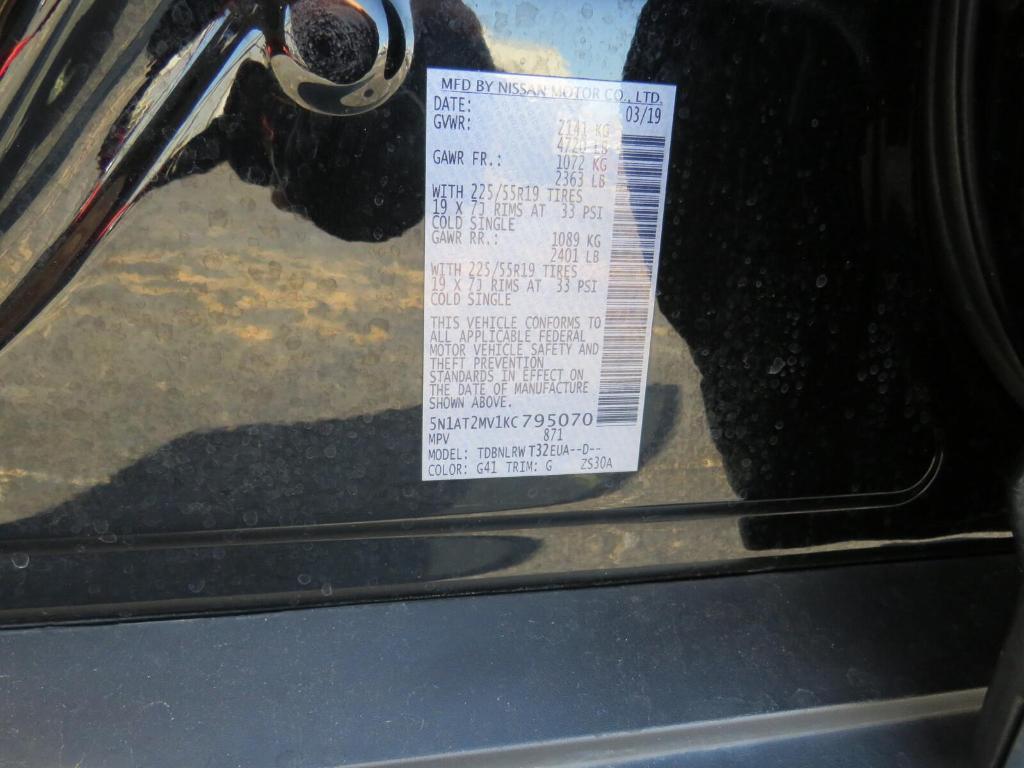 MFD BY NISSAN MOTOR CO., LTD.
DATE: 03/19
GVWR: 2141 KG
4720 LB
GAWR FR.: 1072 KG
2363 LB
WITH 225/55R19 TIRES
19 X 7J RIMS AT 33 PSI
COLD SINGLE
GAWR RR.: 1089 KG
2401 LB
WITH 225/55R19 TIRES
19 X 7J RIMS AT 33 PSI
COLD SINGLE
THIS VEHICLE CONFORMS TO
ALL APPLICABLE FEDERAL
MOTOR VEHICLE SAFETY AND
THEFT PREVENTION
STANDARDS IN EFFECT ON
THE DATE OF MANUFACTURE
SHOWN ABOVE.
5N1AT2MV1KC795070
MPV 871
MODEL: TDBNLRW T32EUA--D--
COLOR: G41 TRIM: G ZS30A